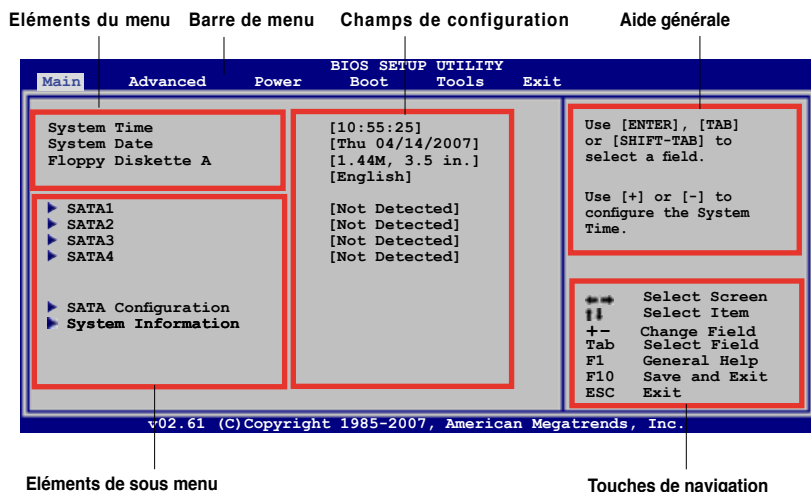 Eléments du menu Barre de menu Champs de configuration Aide générale
BIOS SETUP UTILITY
Main Advanced Power Boot Tools Exit
System Time [10:55:25]
System Date [Thu 04/14/2007]
Floppy Diskette A [1.44M, 3.5 in.]
[English]
SATA1 [Not Detected]
SATA2 [Not Detected]
SATA3 [Not Detected]
SATA4 [Not Detected]
SATA Configuration
System Information
Use [ENTER], [TAB]
or [SHIFT-TAB] to
select a field.
Use [+] or [-] to
configure the System
Time.
Select Screen
Select Item
+- Change Field
Tab Select Field
F1 General Help
F10 Save and Exit
ESC Exit
v02.61 (C)Copyright 1985-2007, American Megatrends, Inc.
Eléments de sous menu Touches de navigation